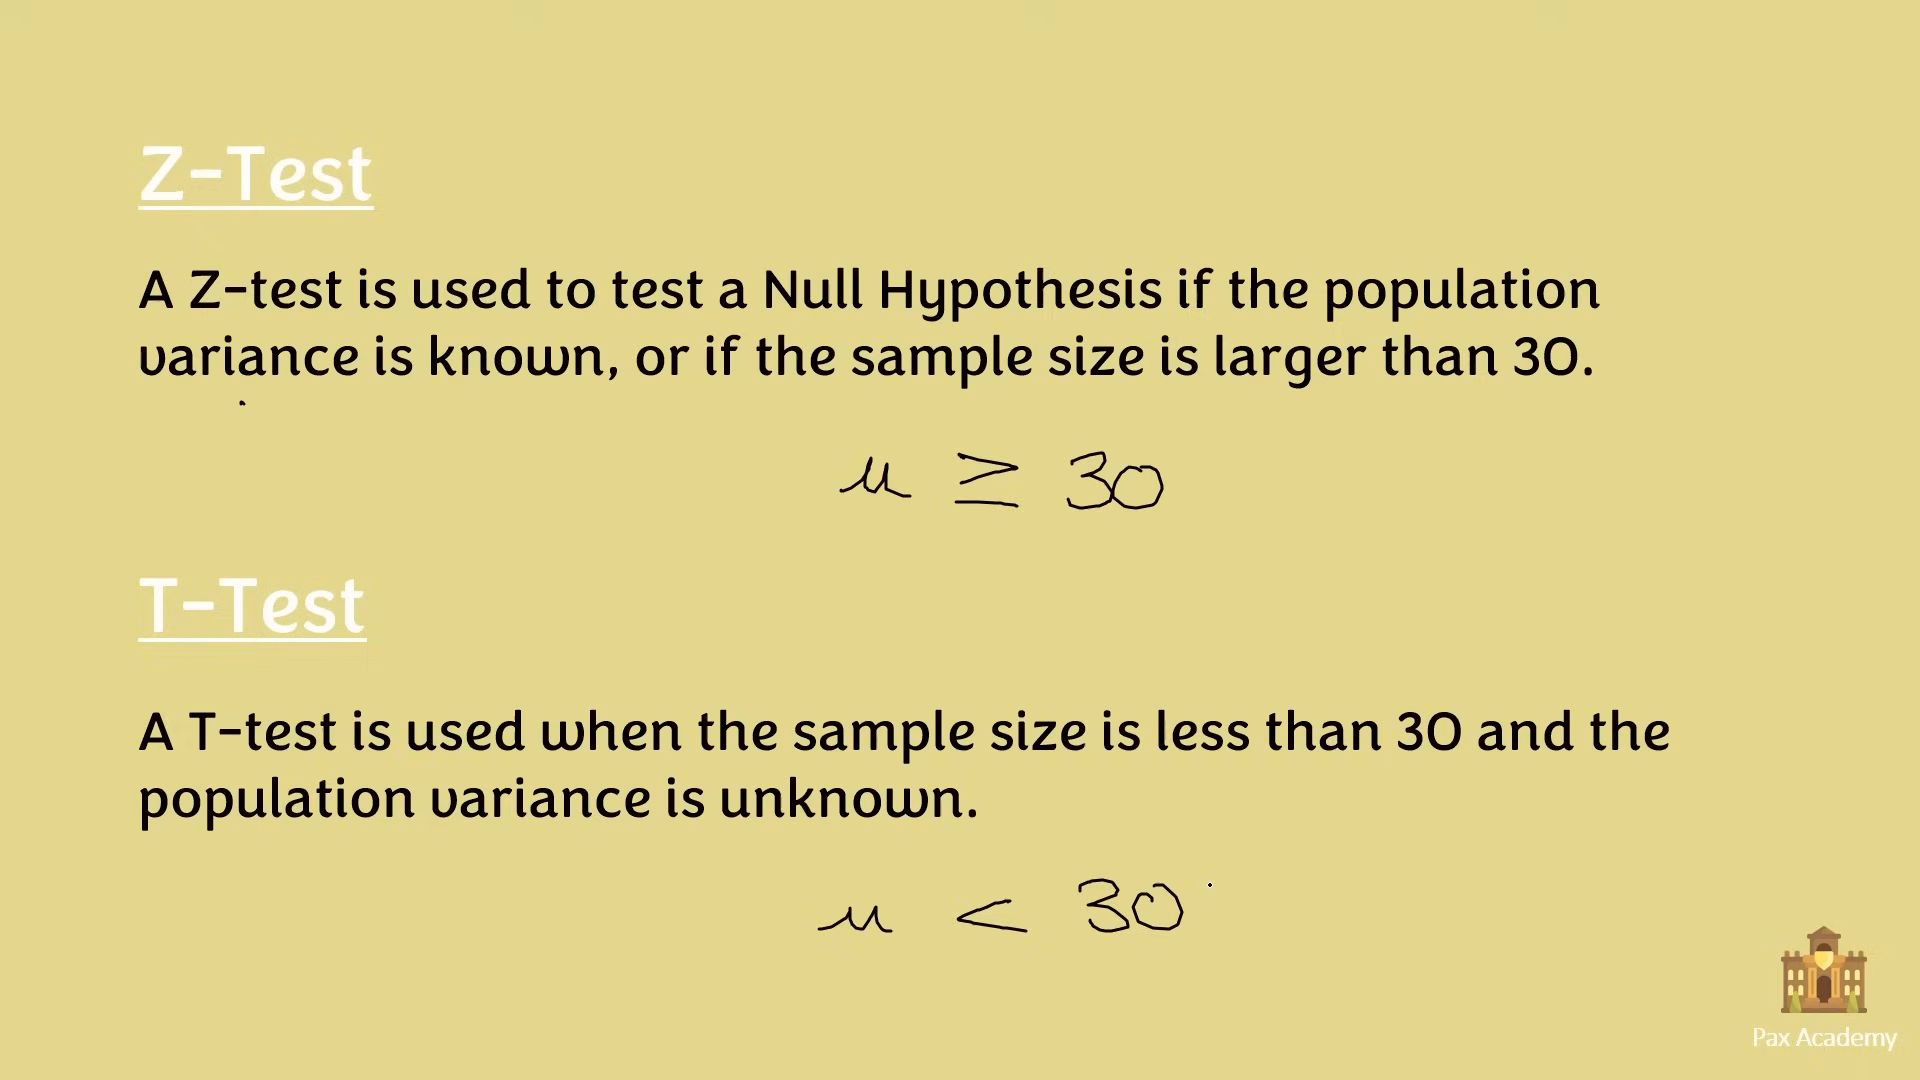 Z-Test
A Z-test is used to test a Null Hypothesis if the population
variance is known, or if the sample size is larger than 30.
n ≥ 30
T-Test
A T-test is used when the sample size is less than 30 and the
population variance is unknown.
n < 30
Pax Academy